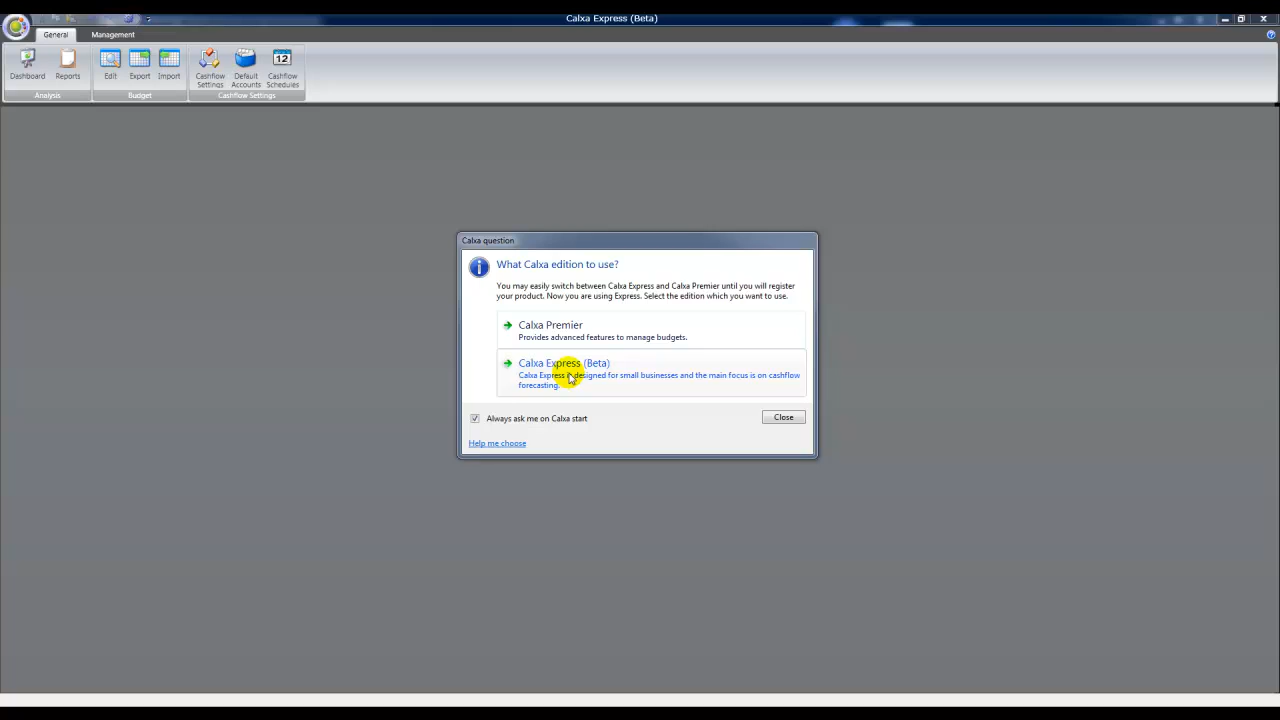 Calxa Express (Beta)
General Management
Dashboard Reports Edit Export Import Cashflow Settings Default Accounts Cashflow Schedules
12
Analysis Budget Cashflow Settings
Calxa question
What Calxa edition to use?
You may easily switch between Calxa Express and Calxa Premier until you will register
your product. Now you are using Express. Select the edition which you want to use.
Calxa Premier
Provides advanced features to manage budgets.
Calxa Express (Beta)
Calxa Express is designed for small businesses and the main focus is on cashflow
forecasting.
Always ask me on Calxa start
Close
Help me choose